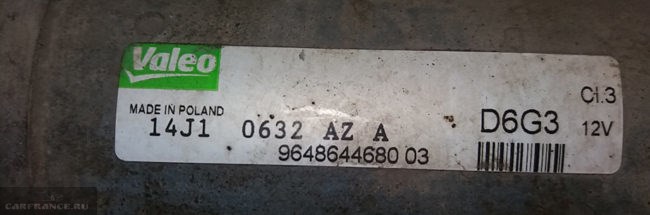 Valeo
MADE IN POLAND
14J1 0632 AZ A
9648644680 03
D6G3
Cl.3
12V
CARFRANCE.RU